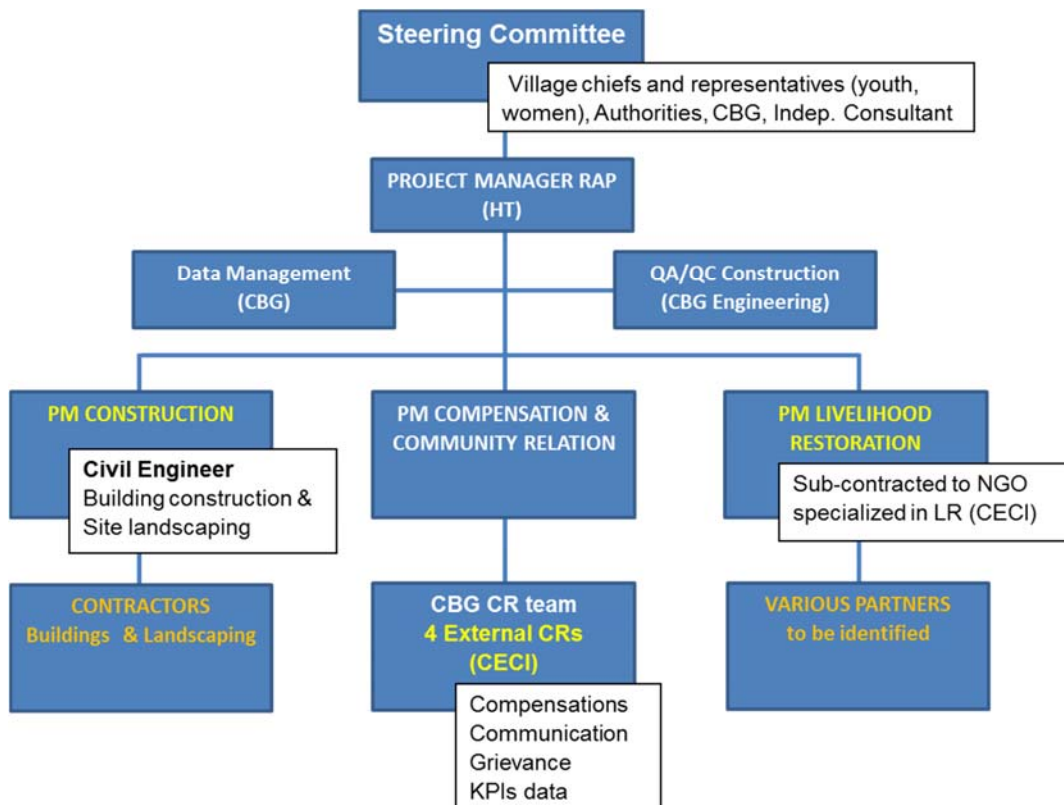 Steering Committee
Village chiefs and representatives (youth,
women), Authorities, CBG, Indep. Consultant
PROJECT MANAGER RAP
(HT)
Data Management
(CBG)
QA/QC Construction
(CBG Engineering)
PM CONSTRUCTION
Civil Engineer
Building construction &
Site landscaping
PM COMPENSATION &
COMMUNITY RELATION
PM LIVELIHOOD
RESTORATION
Sub-contracted to NGO
specialized in LR (CECI)
CONTRACTORS
Buildings & Landscaping
CBG CR team
4 External CRs
(CECI)
Compensations
Communication
Grievance
KPIs data
VARIOUS PARTNERS
to be identified